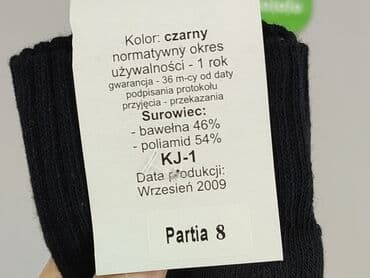 Kolor: czarny
normatywny okres
używalności - 1 rok
gwarancja - 36 m-cy od daty
podpisania protokołu
przyjęcia - przekazania
Surowiec:
- bawełna 46%
- poliamid 54%
KJ-1
Data produkcji:
Wrzesień 2009
Partia 8